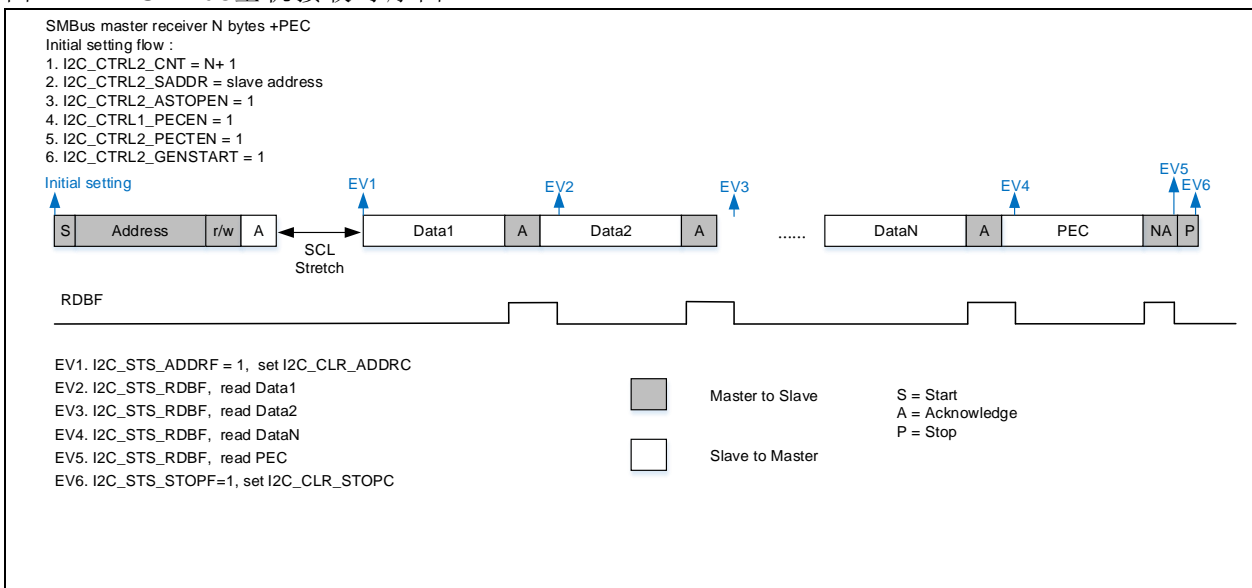 SMBus master receiver N bytes +PEC
Initial setting flow :
1. I2C_CTRL2_CNT = N+ 1
2. I2C_CTRL2_SADDR = slave address
3. I2C_CTRL2_ASTOPEN = 1
4. I2C_CTRL1_PECEN = 1
5. I2C_CTRL2_PECTEN = 1
6. I2C_CTRL2_GENSTART = 1
Initial setting EV1 EV2 EV3 EV4 EV5 EV6
S Address r/w A Data1 A Data2 A ...... DataN A PEC NA P
SCL
Stretch
RDBF
EV1. I2C_STS_ADDRF = 1, set I2C_CLR_ADDRC
EV2. I2C_STS_RDBF, read Data1
EV3. I2C_STS_RDBF, read Data2
EV4. I2C_STS_RDBF, read DataN
EV5. I2C_STS_RDBF, read PEC
EV6. I2C_STS_STOPF=1, set I2C_CLR_STOPC
Master to Slave
Slave to Master
S = Start
A = Acknowledge
P = Stop